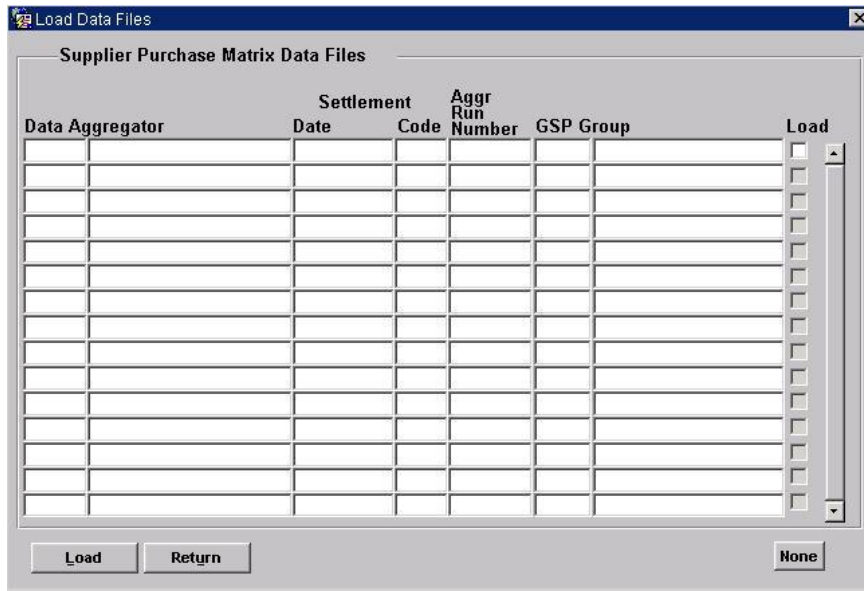 Load Data Files
Supplier Purchase Matrix Data Files
Settlement
Aggr
Run
Data Aggregator Date Code Number GSP Group Load
Load Return None